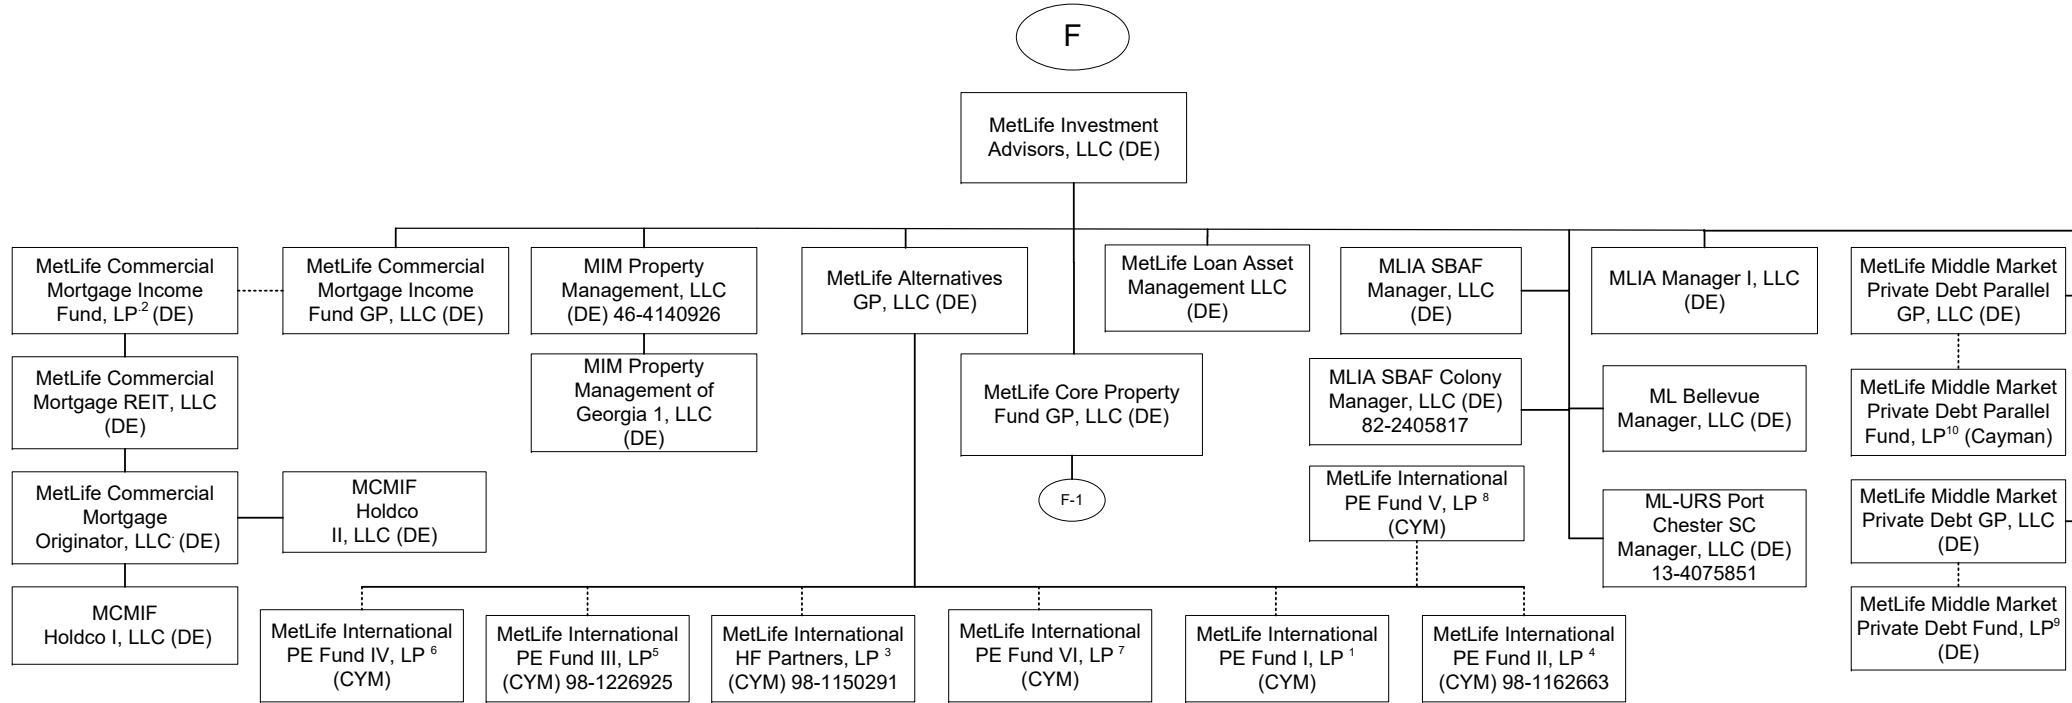 F
MetLife Investment
Advisors, LLC (DE)
MetLife Commercial
Mortgage Income
Fund, LP.2 (DE)
MetLife Commercial
Mortgage Income
Fund GP, LLC (DE)
MIM Property
Management, LLC
(DE) 46-4140926
MetLife Alternatives
GP, LLC (DE)
MetLife Loan Asset
Management LLC
(DE)
MLIA SBAF
Manager, LLC
(DE)
MLIA Manager I, LLC
(DE)
MetLife Middle Market
Private Debt Parallel
GP, LLC (DE)
MetLife Commercial
Mortgage REIT, LLC
(DE)
MIM Property
Management of
Georgia 1, LLC
(DE)
MetLife Core Property
Fund GP, LLC (DE)
MLIA SBAF Colony
Manager, LLC (DE)
82-2405817
ML Bellevue
Manager, LLC (DE)
MetLife Middle Market
Private Debt Parallel
Fund, LP10 (Cayman)
MetLife Commercial
Mortgage
Originator, LLC. (DE)
MCMIF
Holdco
II, LLC (DE)
F-1
MetLife International
PE Fund V, LP 8
(CYM)
ML-URS Port
Chester SC
Manager, LLC (DE)
13-4075851
MetLife Middle Market
Private Debt GP, LLC
(DE)
MCMIF
Holdco I, LLC (DE)
MetLife International
PE Fund IV, LP 6
(CYM)
MetLife International
PE Fund III, LP5
(CYM) 98-1226925
MetLife International
HF Partners, LP 3
(CYM) 98-1150291
MetLife International
PE Fund VI, LP 7
(CYM)
MetLife International
PE Fund I, LP 1
(CYM)
MetLife International
PE Fund II, LP 4
(CYM) 98-1162663
MetLife Middle Market
Private Debt Fund, LP9
(DE)